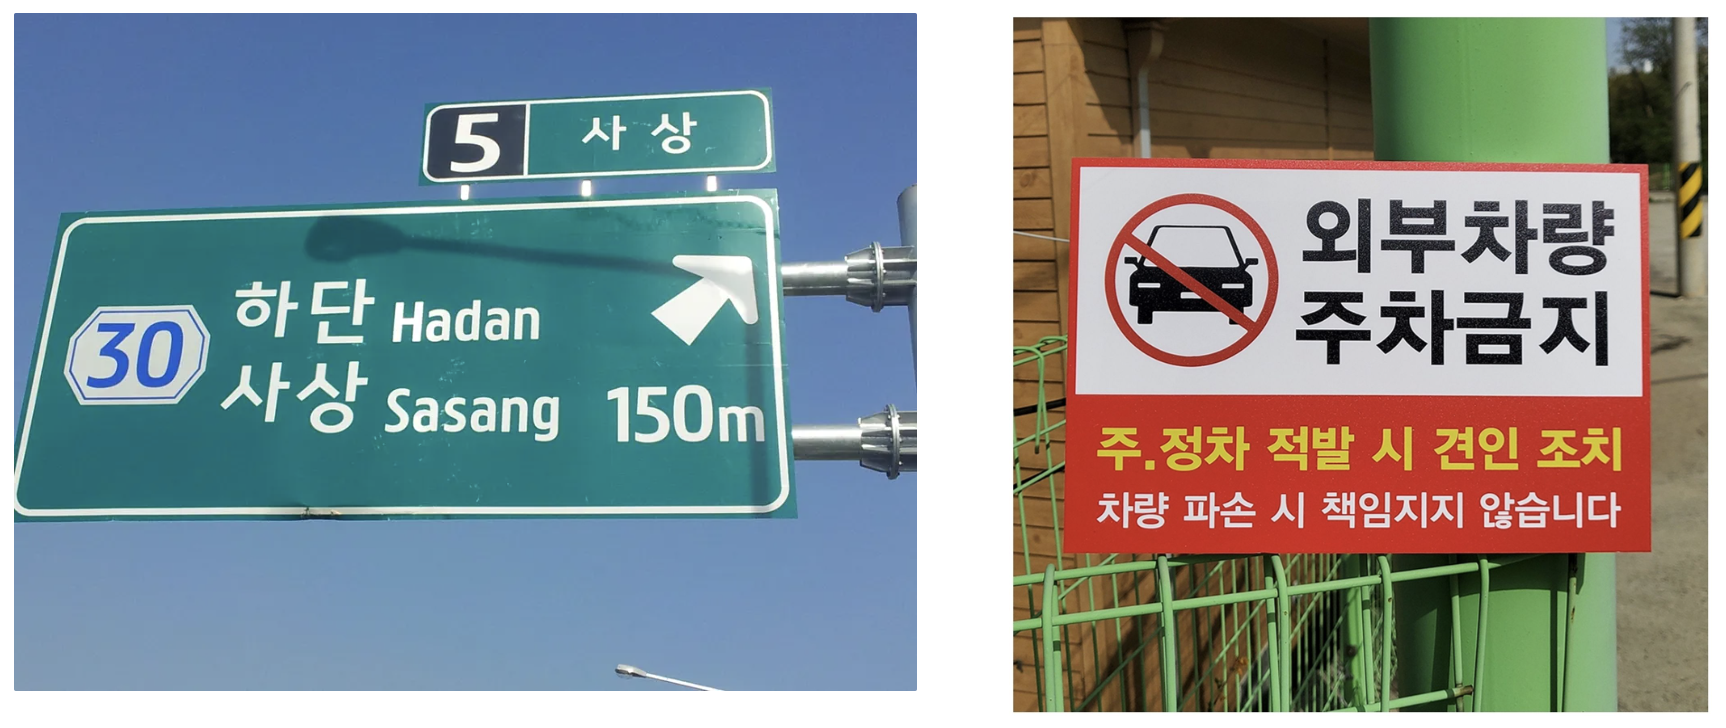 5 사상
30
하단 Hadan
사상 Sasang 150m
외부차량
주차금지
주.정차 적발 시 견인 조치
차량 파손 시 책임지지 않습니다